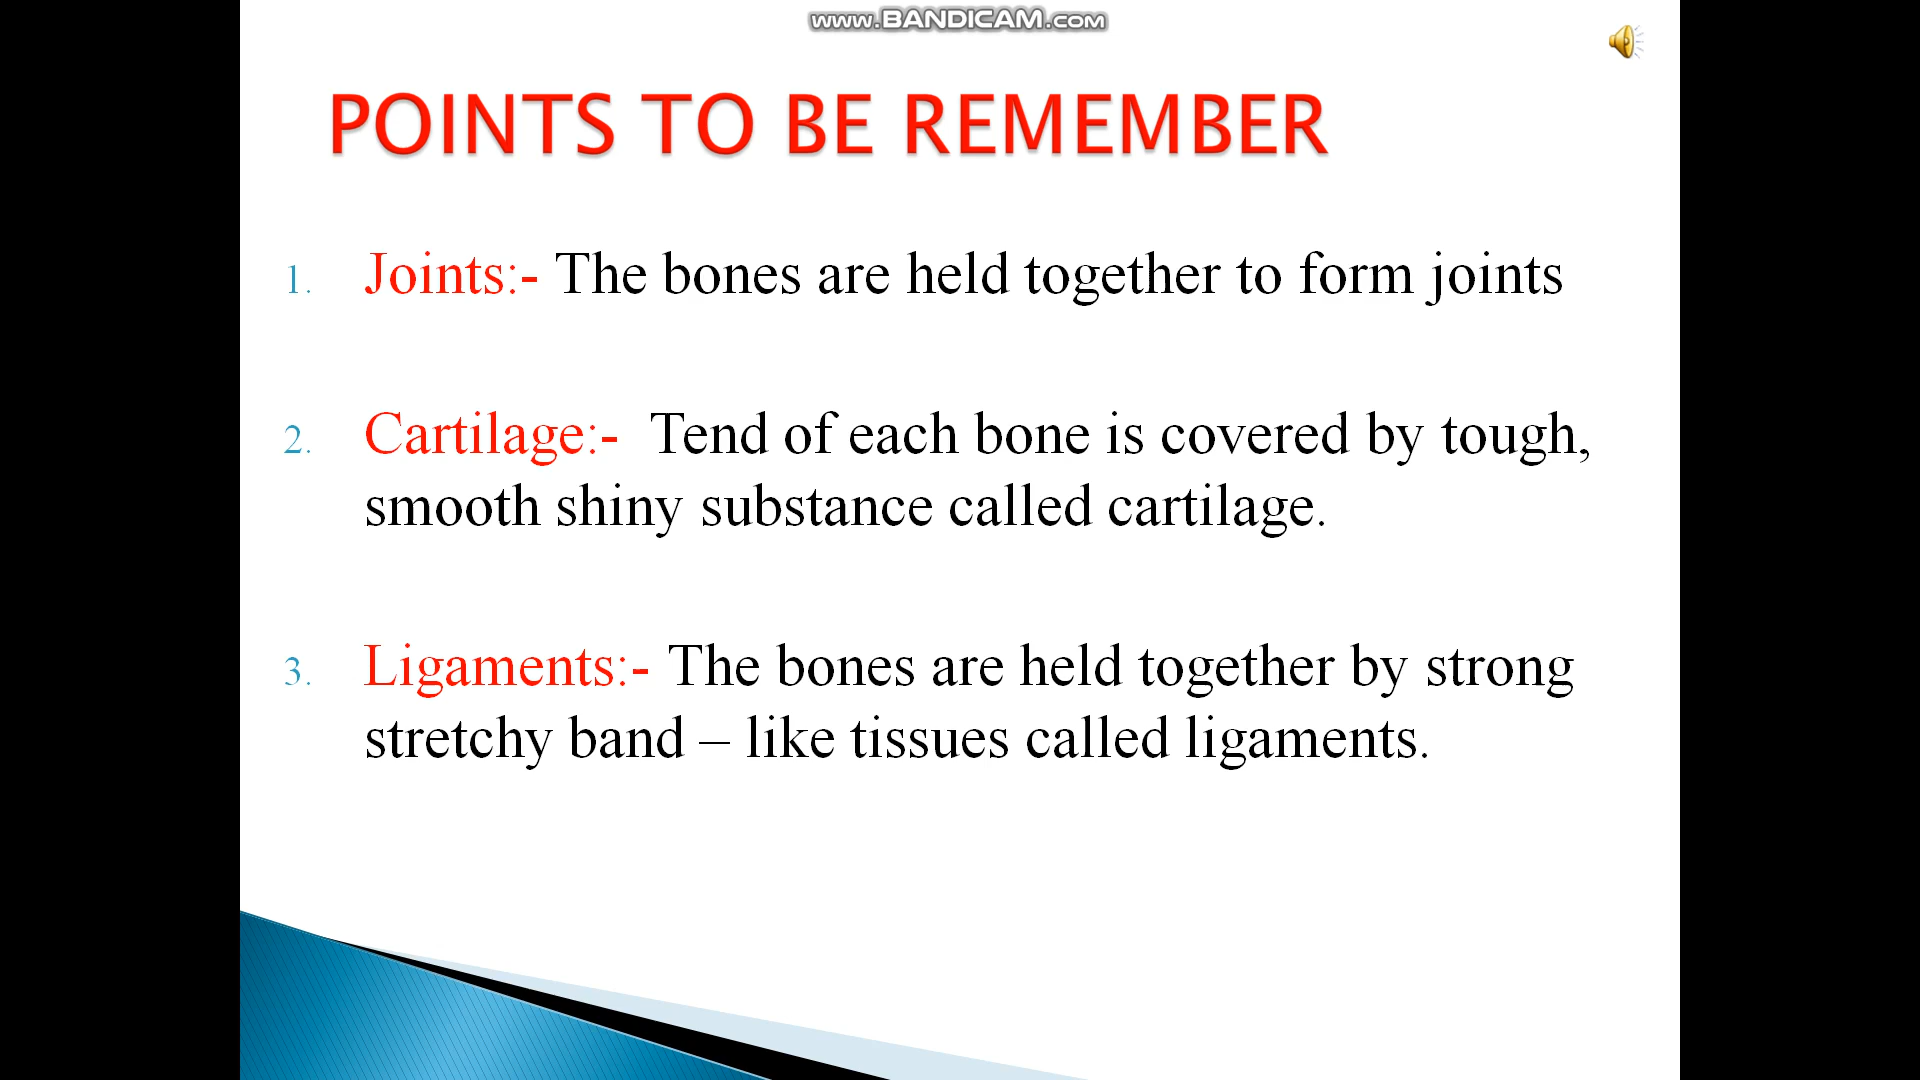 www.BANDICAM.com
POINTS TO BE REMEMBER
1. Joints:- The bones are held together to form joints
2. Cartilage:- Tend of each bone is covered by tough,
smooth shiny substance called cartilage.
3. Ligaments:- The bones are held together by strong
stretchy band – like tissues called ligaments.